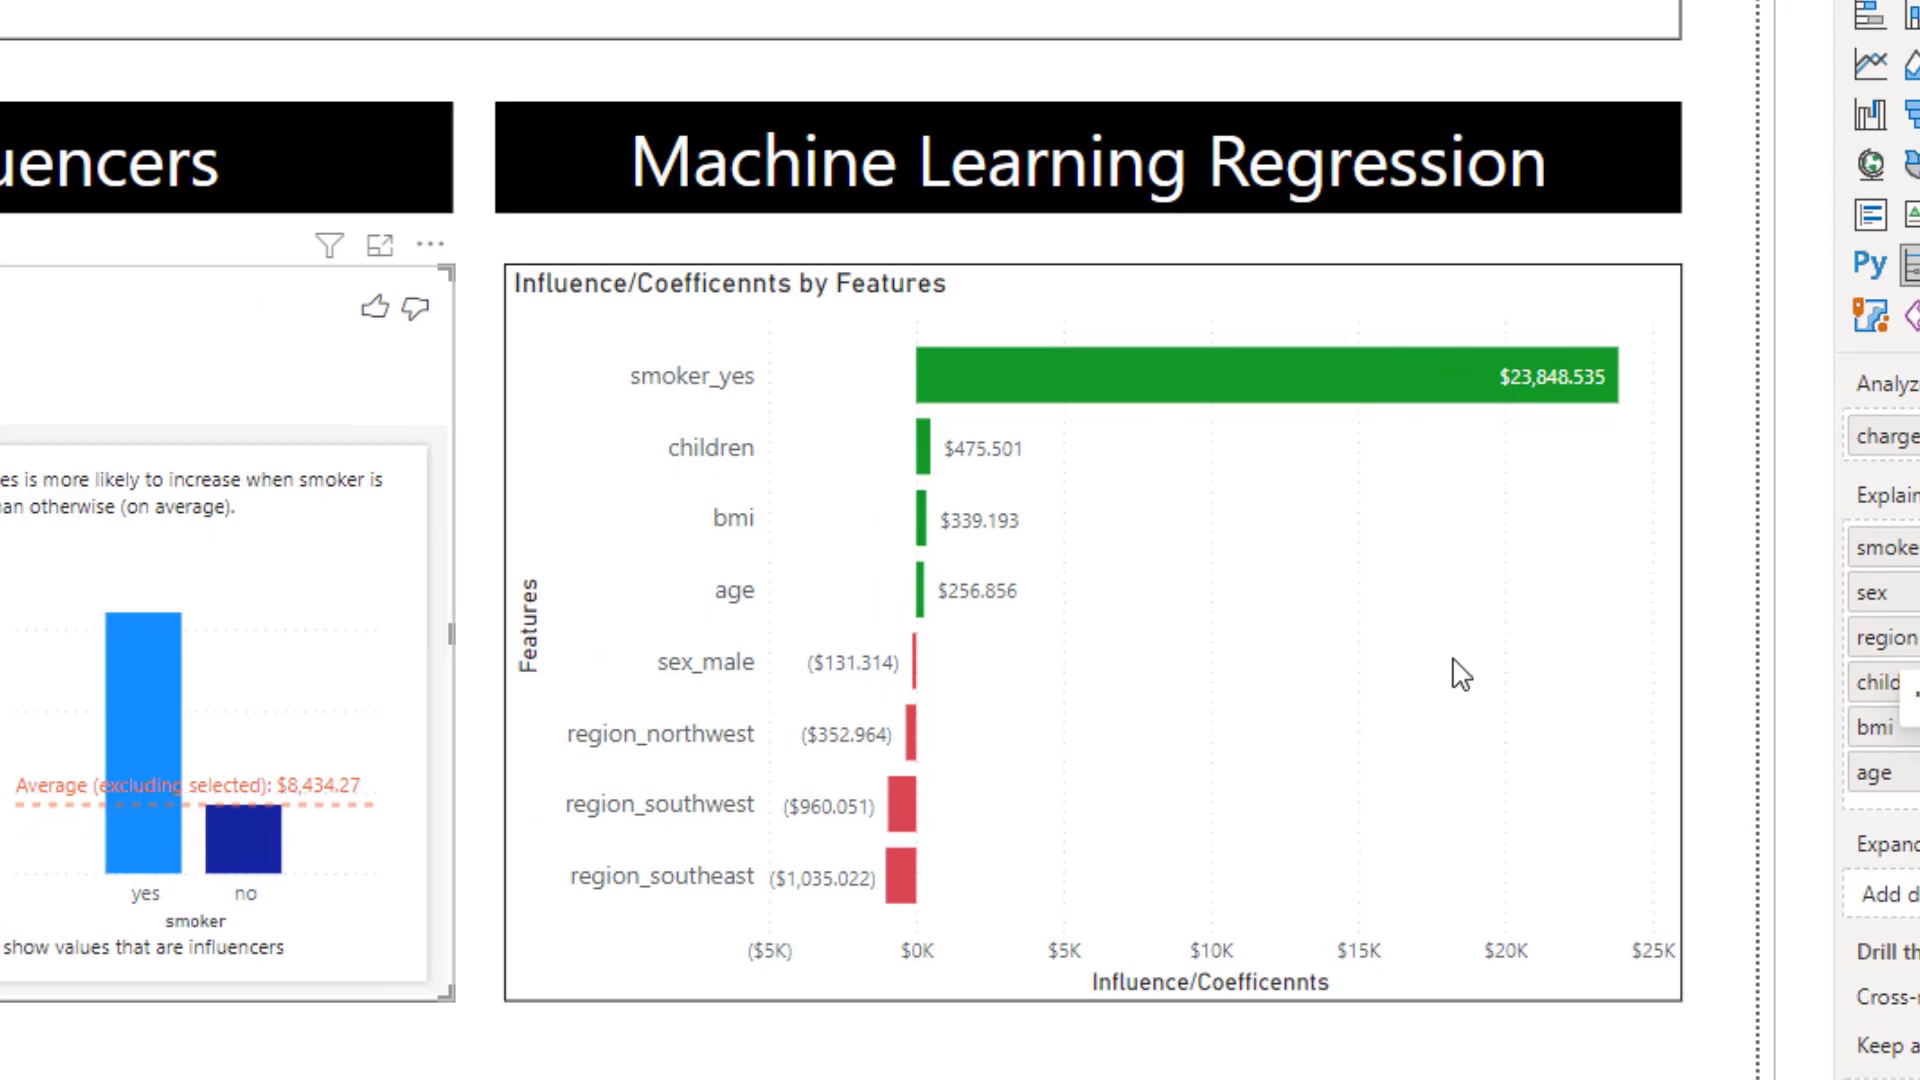 uencers
Machine Learning Regression
es is more likely to increase when smoker is
an otherwise (on average).
Average (excluding selected): $8,434.27
yes
no
smoker
show values that are influencers
Influence/Coefficennts by Features
Features
smoker_yes
$23,848.535
children
$475.501
bmi
$339.193
age
$256.856
sex_male
($131.314)
region_northwest
($352.964)
region_southwest
($960.051)
region_southeast
($1,035.022)
($5K)
$0K
$5K
$10K
$15K
$20K
$25K
Influence/Coefficennts
Py
Analyz
charge
Explain
smoke
sex
region
child
bmi
age
Expand
Add d
Drill th
Cross-r
Keep a